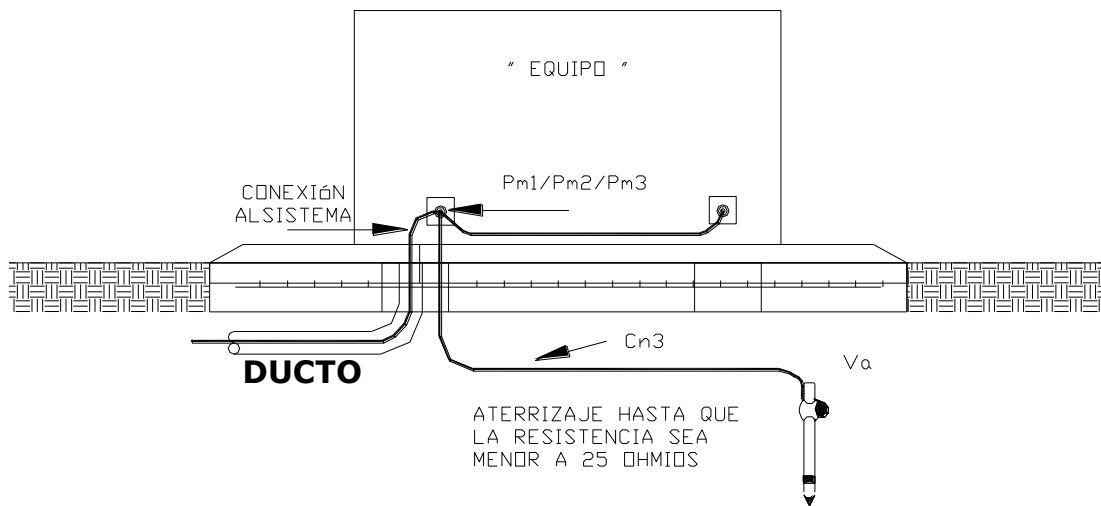 " EQUIPO "
Pm1/Pm2/Pm3
CONEXIóN
ALSISTEMA
Cn3
Va
DUCTO
ATERRIZAJE HASTA QUE
LA RESISTENCIA SEA
MENOR A 25 OHMIOS